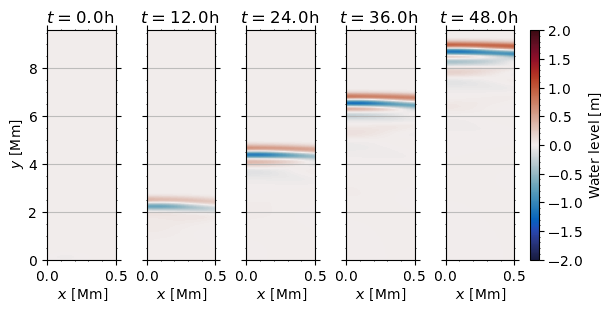 t = 0.0h
t = 12.0h
t = 24.0h
t = 36.0h
t = 48.0h
8
6
4
2
0
y [Mm]
0.0 0.5
0.0 0.5
0.0 0.5
0.0 0.5
0.0 0.5
x [Mm]
x [Mm]
x [Mm]
x [Mm]
x [Mm]
2.0
1.5
1.0
0.5
0.0
−0.5
−1.0
−1.5
−2.0
Water level [m]